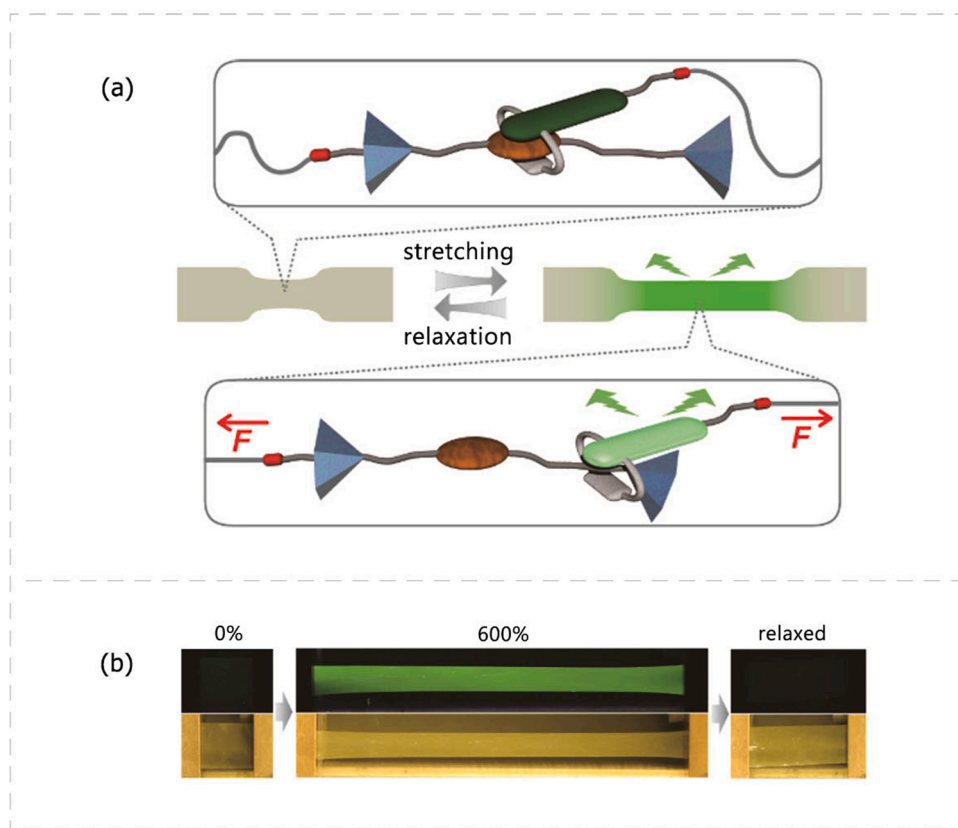 (a)
stretching
relaxation
F
F
(b)
0%
600%
relaxed